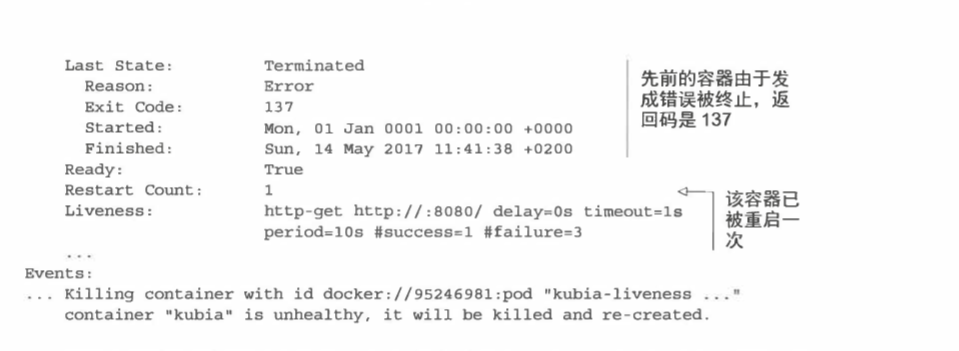 Last State: Terminated
Reason: Error
Exit Code: 137
Started: Mon, 01 Jan 0001 00:00:00 +0000
Finished: Sun, 14 May 2017 11:41:38 +0200
先前的容器由于发
成错误被终止，返
回码是 137
Ready: True
Restart Count: 1
Liveness: http-get http://:8080/ delay=0s timeout=1s
period=10s #success=1 #failure=3
该容器已
被重启一
次
...
Events:
... Killing container with id docker://95246981:pod "kubia-liveness ..."
container "kubia" is unhealthy, it will be killed and re-created.